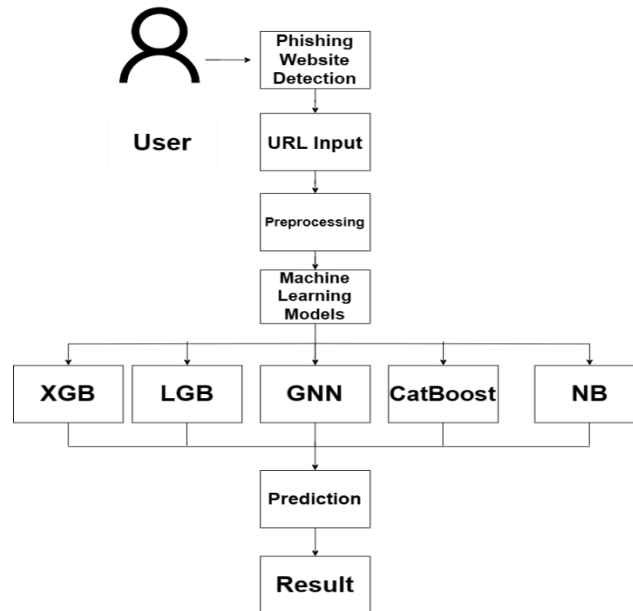 Phishing
Website
Detection
User
URL Input
Preprocessing
Machine
Learning
Models
XGB
LGB
GNN
CatBoost
NB
Prediction
Result